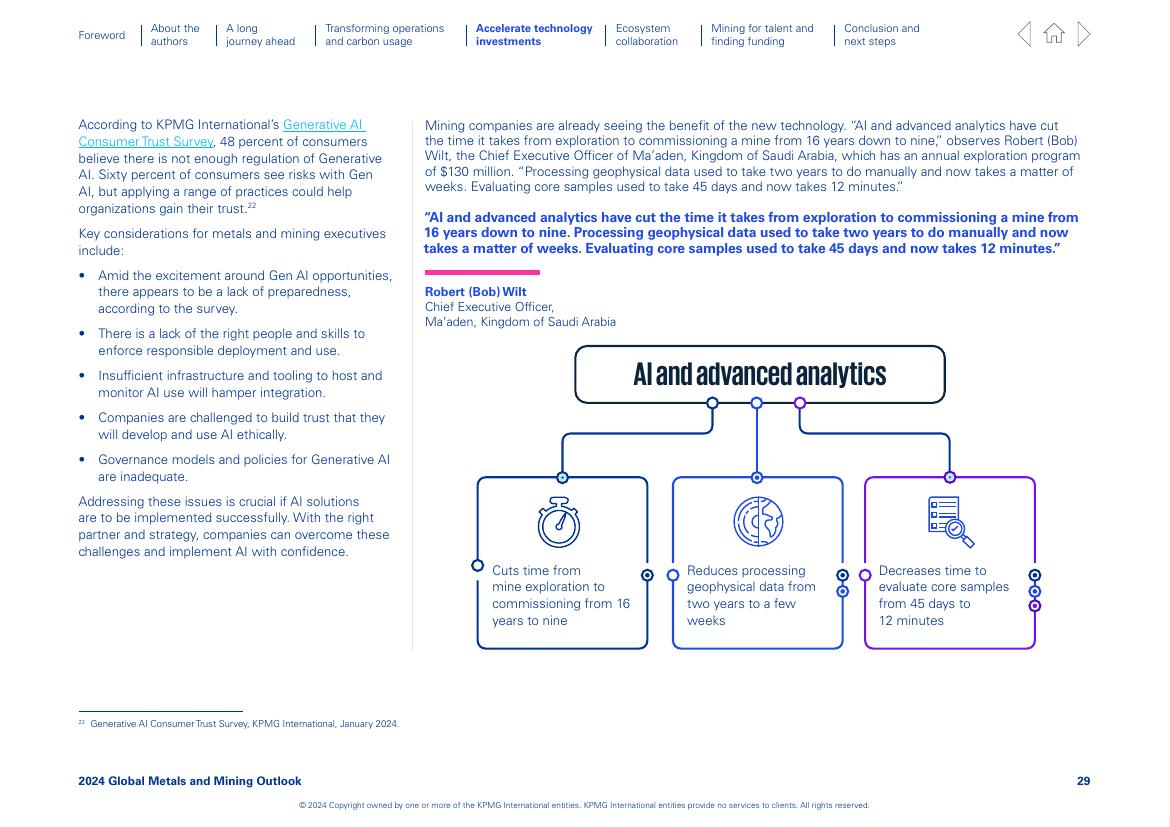 Foreword
About the
authors
A long
journey ahead
Transforming operations
and carbon usage
Accelerate technology
investments
Ecosystem
collaboration
Mining for talent and
finding funding
Conclusion and
next steps
According to KPMG International’s Generative AI
Consumer Trust Survey, 48 percent of consumers
believe there is not enough regulation of Generative
AI. Sixty percent of consumers see risks with Gen
AI, but applying a range of practices could help
organizations gain their trust.22
Key considerations for metals and mining executives
include:
• Amid the excitement around Gen AI opportunities,
there appears to be a lack of preparedness,
according to the survey.
• There is a lack of the right people and skills to
enforce responsible deployment and use.
• Insufficient infrastructure and tooling to host and
monitor AI use will hamper integration.
• Companies are challenged to build trust that they
will develop and use AI ethically.
• Governance models and policies for Generative AI
are inadequate.
Addressing these issues is crucial if AI solutions
are to be implemented successfully. With the right
partner and strategy, companies can overcome these
challenges and implement AI with confidence.
Mining companies are already seeing the benefit of the new technology. “AI and advanced analytics have cut
the time it takes from exploration to commissioning a mine from 16 years down to nine,” observes Robert (Bob)
Wilt, the Chief Executive Officer of Ma’aden, Kingdom of Saudi Arabia, which has an annual exploration program
of $130 million. “Processing geophysical data used to take two years to do manually and now takes a matter of
weeks. Evaluating core samples used to take 45 days and now takes 12 minutes.”
“AI and advanced analytics have cut the time it takes from exploration to commissioning a mine from
16 years down to nine. Processing geophysical data used to take two years to do manually and now
takes a matter of weeks. Evaluating core samples used to take 45 days and now takes 12 minutes.”
Robert (Bob) Wilt
Chief Executive Officer,
Ma’aden, Kingdom of Saudi Arabia
AI and advanced analytics
Cuts time from
mine exploration to
commissioning from 16
years to nine
Reduces processing
geophysical data from
two years to a few
weeks
Decreases time to
evaluate core samples
from 45 days to
12 minutes
22 Generative AI Consumer Trust Survey, KPMG International, January 2024.
2024 Global Metals and Mining Outlook
29
© 2024 Copyright owned by one or more of the KPMG International entities. KPMG International entities provide no services to clients. All rights reserved.